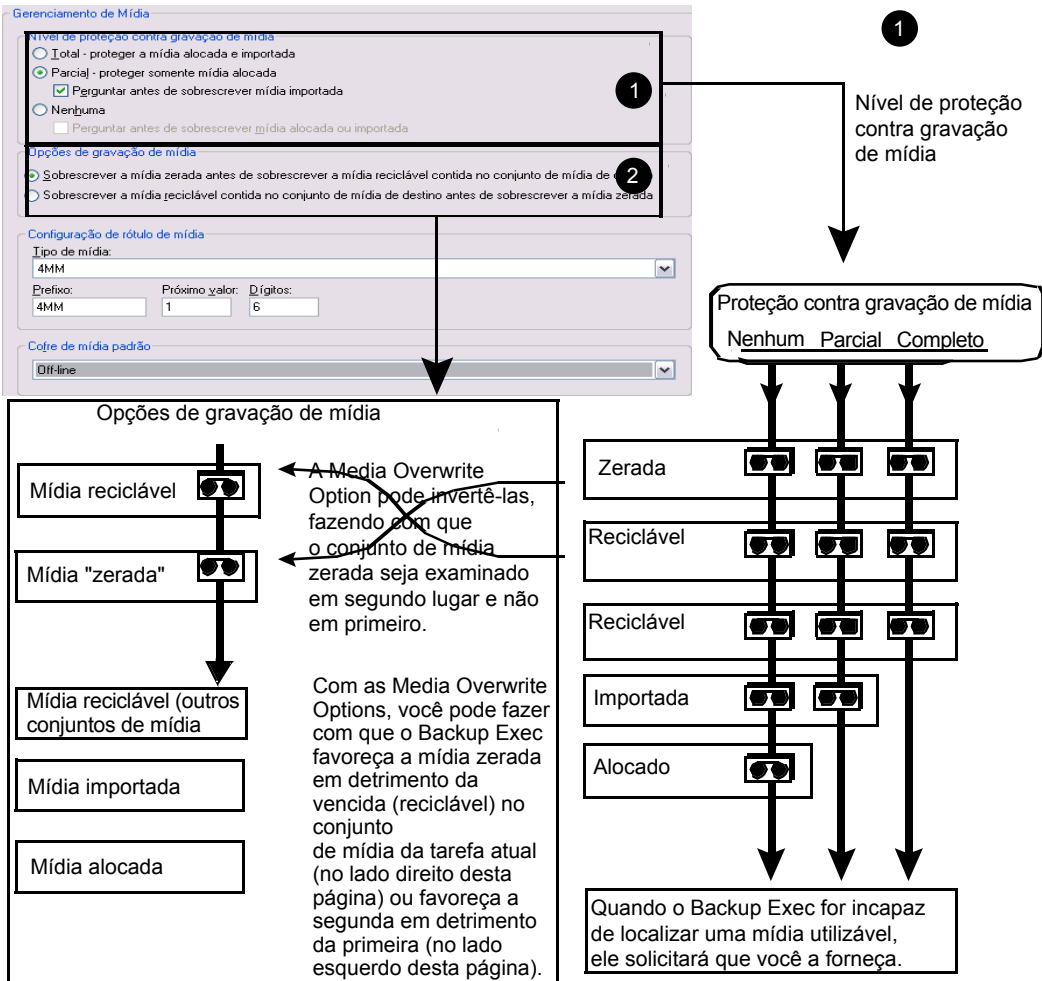 Gerenciamento de Mídia
Nível de proteção contra gravação de mídia
Total - proteger a mídia alocada e importada
Parcial - proteger somente mídia alocada
Perguntar antes de sobrescrever mídia importada
Nenhuma
Perguntar antes de sobrescrever mídia alocada ou importada
1
Opções de gravação de mídia
Sobrescrever a mídia zerada antes de sobrescrever a mídia reciclável contida no conjunto de mídia de
Sobrescrever a mídia reciclável contida no conjunto de mídia de destino antes de sobrescrever a mídia zerada
2
Configuração de rótulo de mídia
Tipo de mídia:
4MM
Prefixo: Próximo valor: Dígitos:
4MM 1 6
Cofre de mídia padrão
Off-line
1
Nível de proteção
contra gravação
de mídia
Proteção contra gravação de mídia
Nenhum Parcial Completo
Zerada
Reciclável
Reciclável
Importada
Alocado
Quando o Backup Exec for incapaz
de localizar uma mídia utilizável,
ele solicitará que você a forneça.
Opções de gravação de mídia
Mídia reciclável
Mídia "zerada"
Mídia reciclável (outros
conjuntos de mídia
Mídia importada
Mídia alocada
A Media Overwrite
Option pode invertê-las,
fazendo com que
o conjunto de mídia
zerada seja examinado
em segundo lugar e não
em primeiro.
Com as Media Overwrite
Options, você pode fazer
com que o Backup Exec
favoreça a mídia zerada
em detrimento da
vencida (reciclável) no
conjunto
de mídia da tarefa atual
(no lado direito desta
página) ou favoreça a
segunda em detrimento
da primeira (no lado
esquerdo desta página).